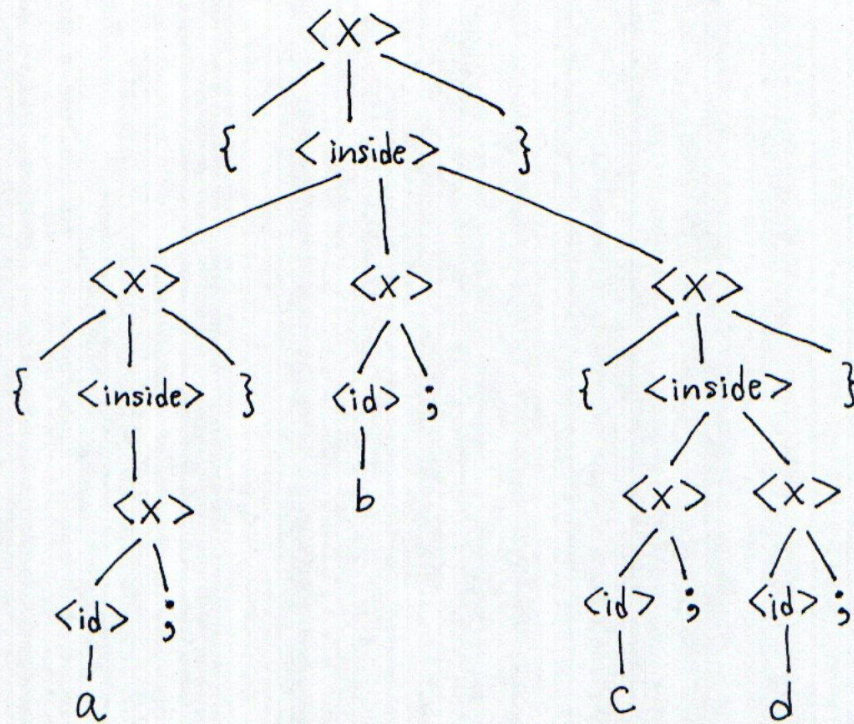 <x>
{ <inside> }
<x> <x> <x>
{ <inside> } <id> ; { <inside> }
<x> b <x> <x>
<id> ; <id> ; <id> ;
a c d